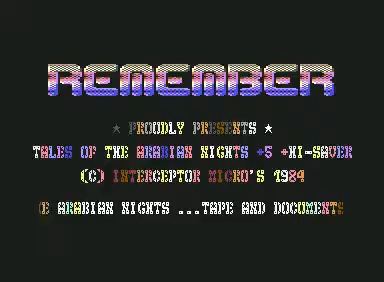 REMEMBER
★ PROUDLY PRESENTS ★
TALES OF THE ARABIAN NIGHTS +5 +HI-SAVER
(C) INTERCEPTOR MICRO'S 1984
E ARABIAN NIGHTS ...TAPE AND DOCUMENTS